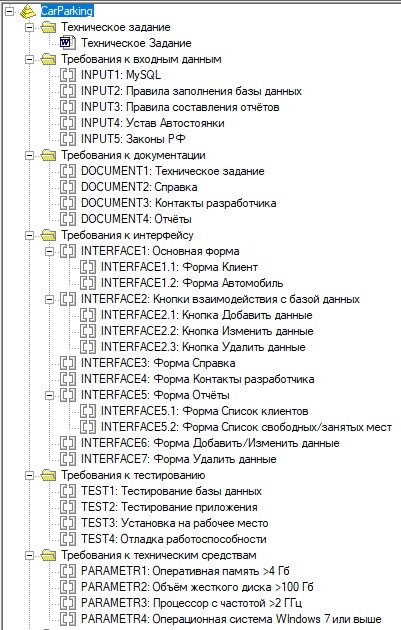 CarParking
Техническое задание
Техническое Задание
Требования к входным данным
INPUT1: MySQL
INPUT2: Правила заполнения базы данных
INPUT3: Правила составления отчётов
INPUT4: Устав Автостоянки
INPUT5: Законы РФ
Требования к документации
DOCUMENT1: Техническое задание
DOCUMENT2: Справка
DOCUMENT3: Контакты разработчика
DOCUMENT4: Отчёты
Требования к интерфейсу
INTERFACE1: Основная форма
INTERFACE1.1: Форма Клиент
INTERFACE1.2: Форма Автомобиль
INTERFACE2: Кнопки взаимодействия с базой данных
INTERFACE2.1: Кнопка Добавить данные
INTERFACE2.2: Кнопка Изменить данные
INTERFACE2.3: Кнопка Удалить данные
INTERFACE3: Форма Справка
INTERFACE4: Форма Контакты разработчика
INTERFACE5: Форма Отчёты
INTERFACE5.1: Форма Список клиентов
INTERFACE5.2: Форма Список свободных/занятых мест
INTERFACE6: Форма Добавить/Изменить данные
INTERFACE7: Форма Удалить данные
Требования к тестированию
TEST1: Тестирование базы данных
TEST2: Тестирование приложения
TEST3: Установка на рабочее место
TEST4: Отладка работоспособности
Требования к техническим средствам
PARAMETR1: Оперативная память >4 Гб
PARAMETR2: Объём жесткого диска >100 Гб
PARAMETR3: Процессор с частотой >2 ГГц
PARAMETR4: Операционная система WIndows 7 или выше